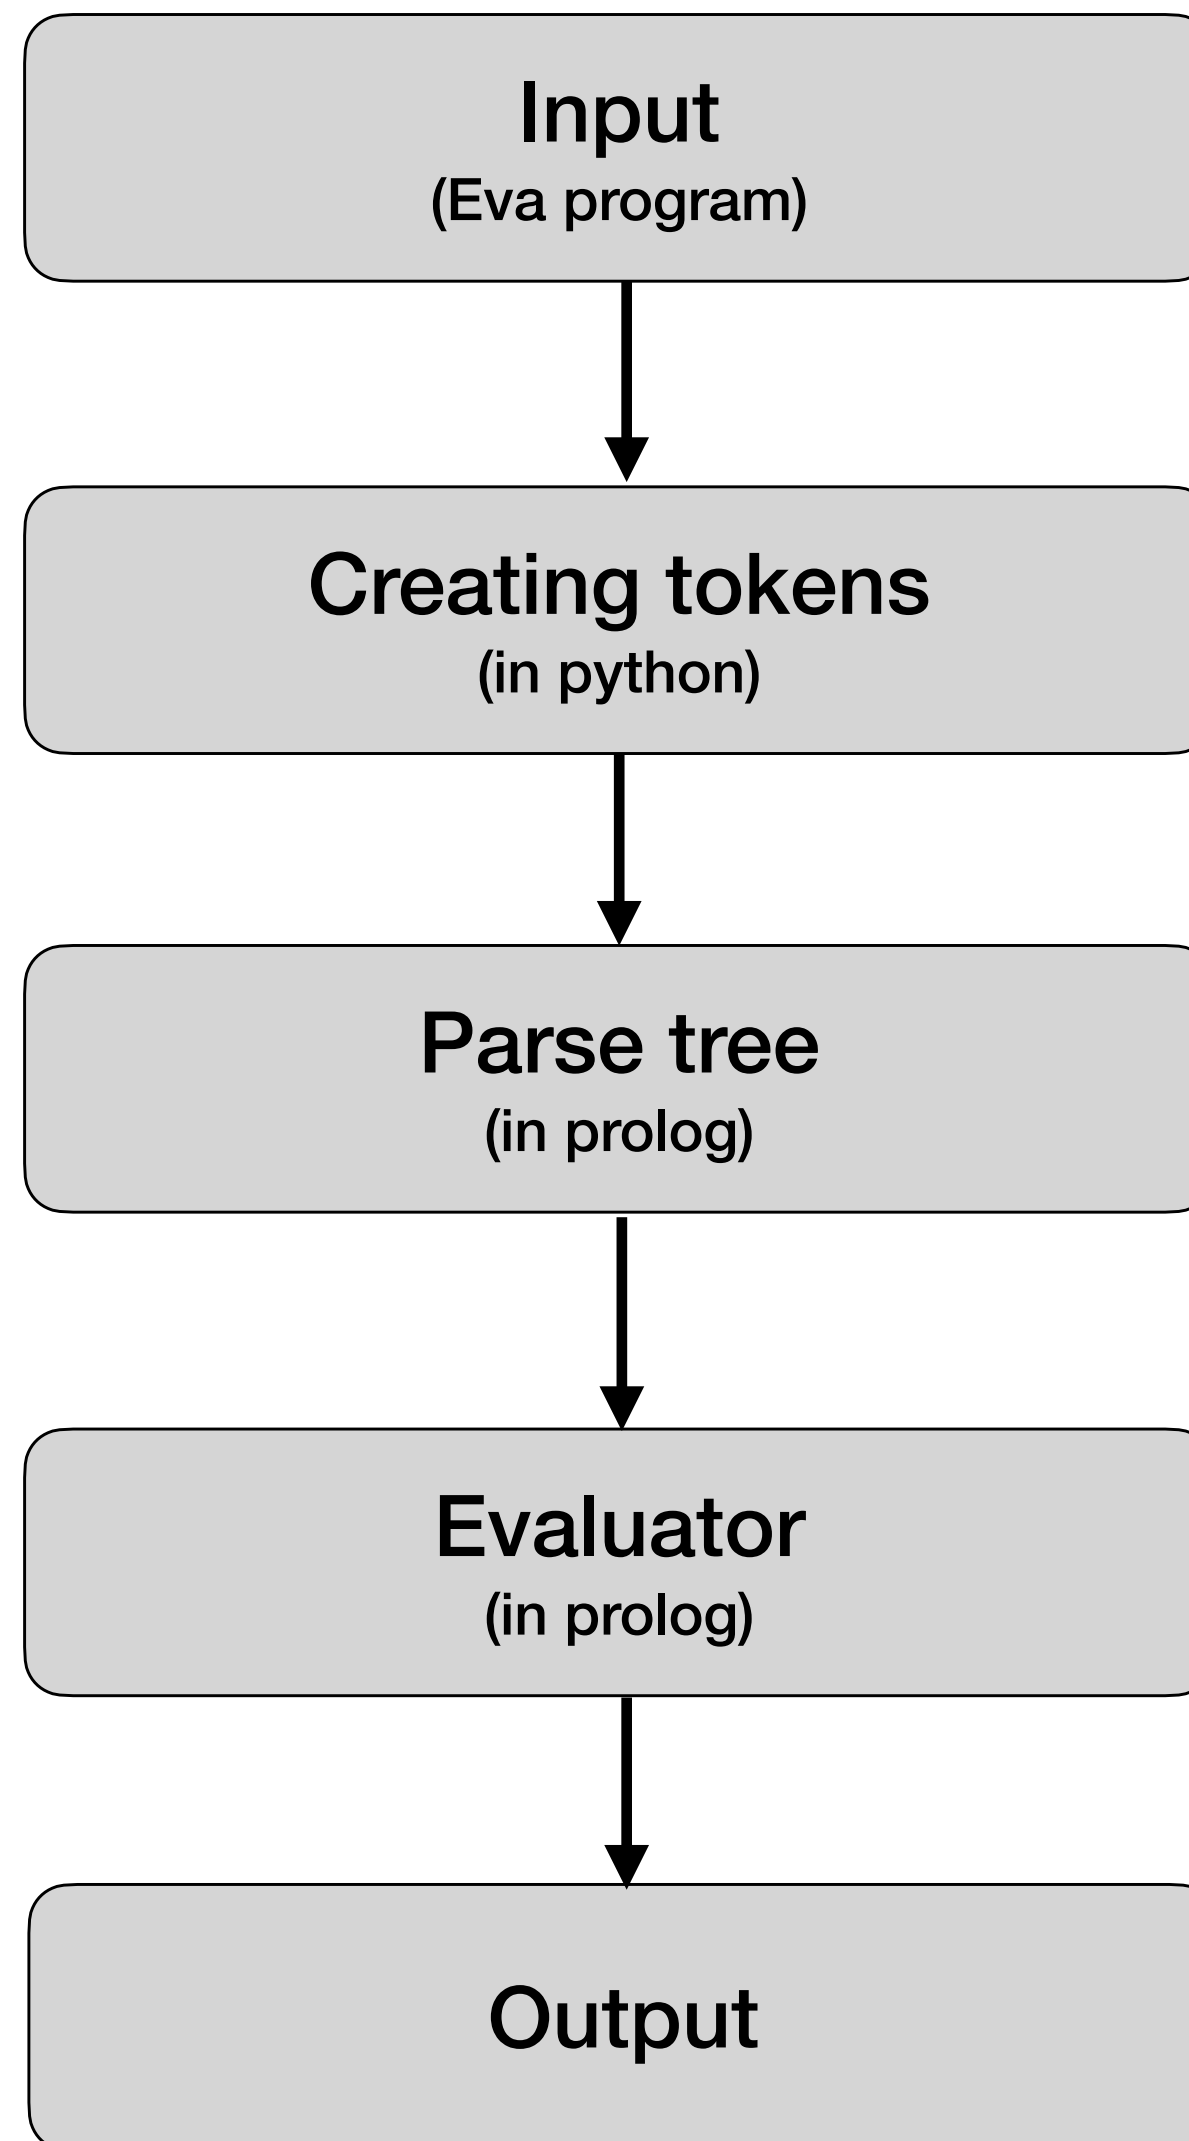 Input
(Eva program)
Creating tokens
(in python)
Parse tree
(in prolog)
Evaluator
(in prolog)
Output